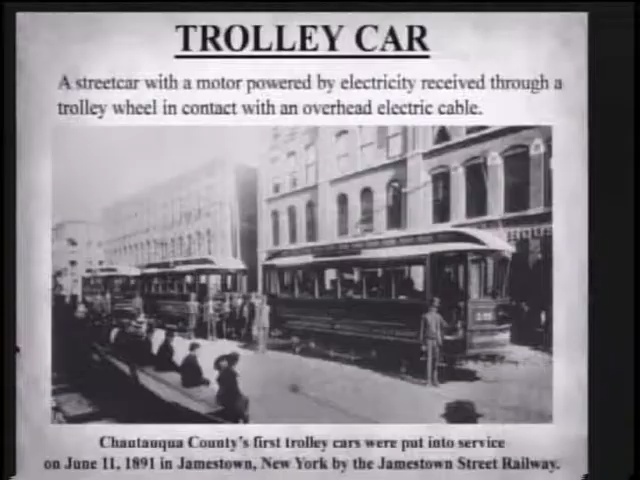 TROLLEY CAR
A streetcar with a motor powered by electricity received through a
trolley wheel in contact with an overhead electric cable.
Chautauqua County's first trolley cars were put into service
on June 11, 1891 in Jamestown, New York by the Jamestown Street Railway.